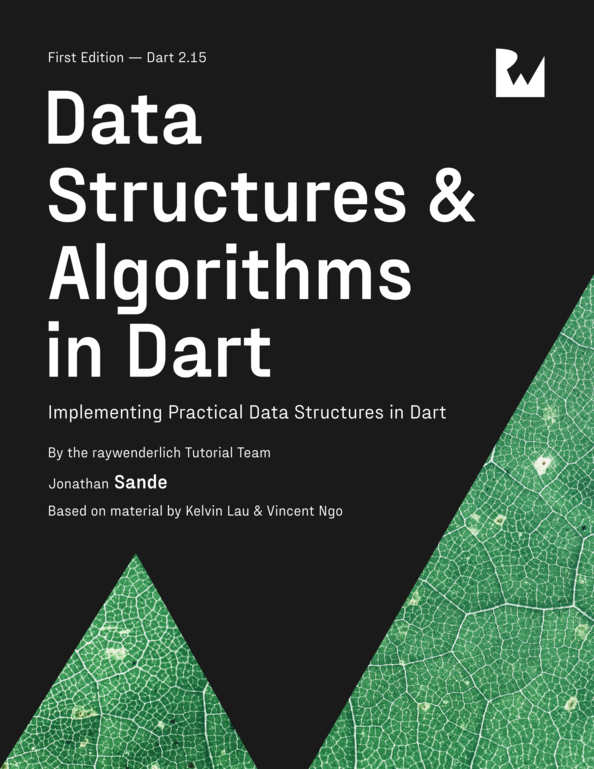 First Edition — Dart 2.15
Data
Structures &
Algorithms
in Dart
Implementing Practical Data Structures in Dart
By the raywenderlich Tutorial Team
Jonathan Sande
Based on material by Kelvin Lau & Vincent Ngo